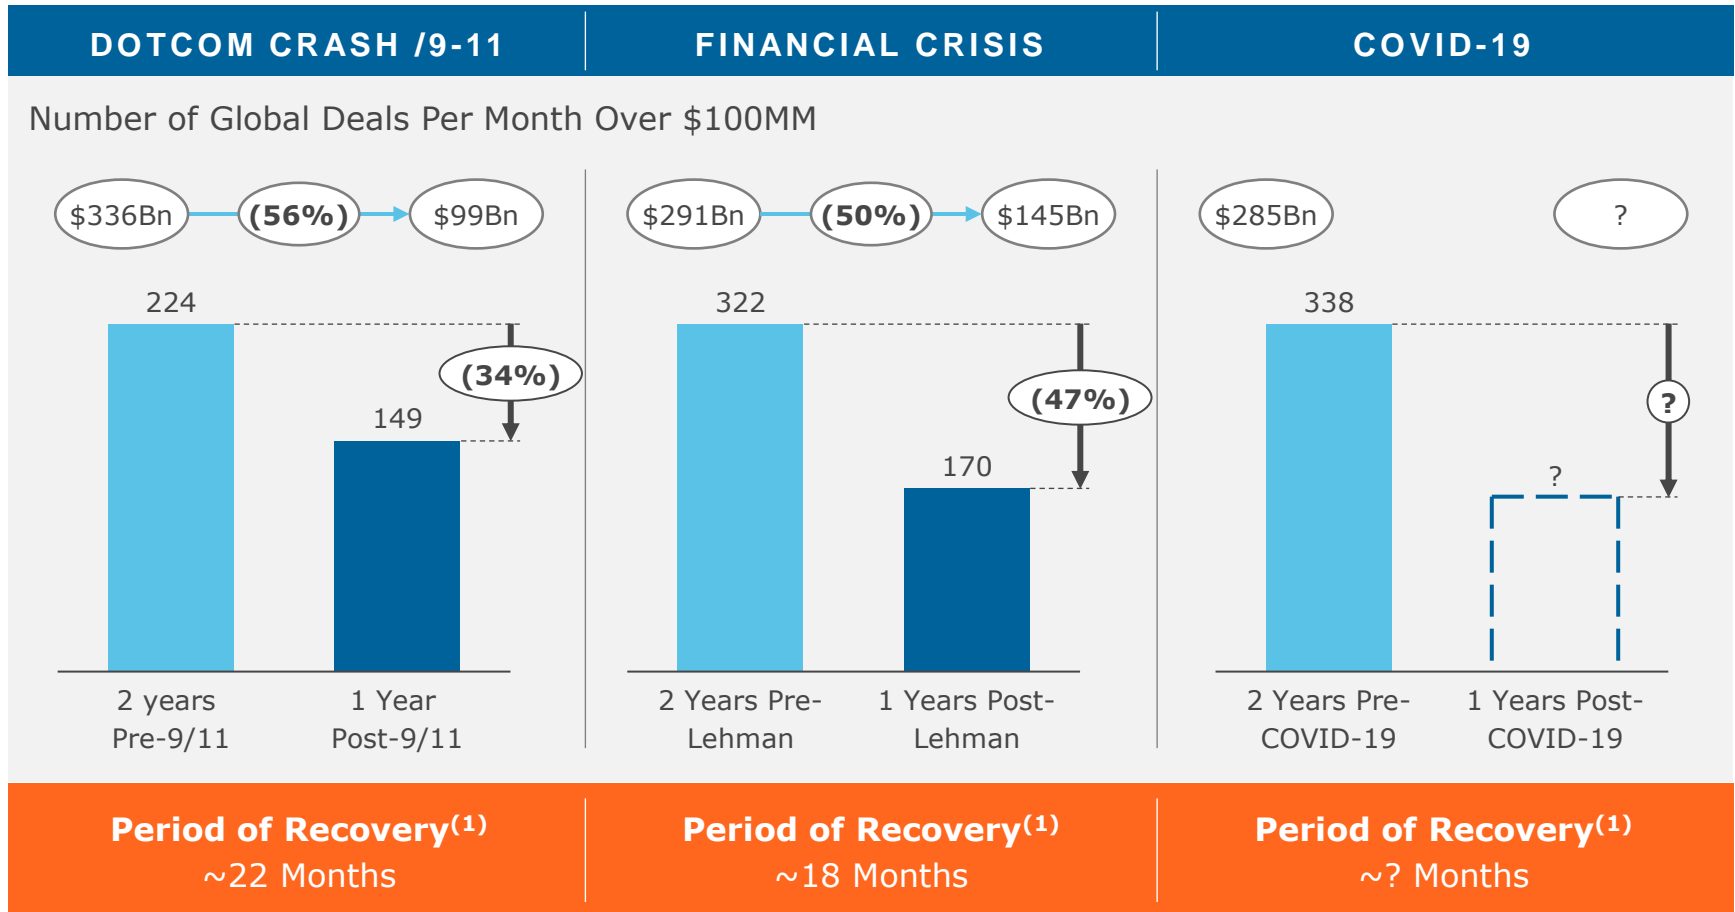 DOTCOM CRASH /9-11
FINANCIAL CRISIS
COVID-19
Number of Global Deals Per Month Over $100MM
$336Bn
(56%)
$99Bn
$291Bn
(50%)
$145Bn
$285Bn
?
224
(34%)
149
322
(47%)
170
338
?
?
2 years
Pre-9/11
1 Year
Post-9/11
2 Years Pre-
Lehman
1 Years Post-
Lehman
2 Years Pre-
COVID-19
1 Years Post-
COVID-19
Period of Recovery(1)
~22 Months
Period of Recovery(1)
~18 Months
Period of Recovery(1)
~? Months